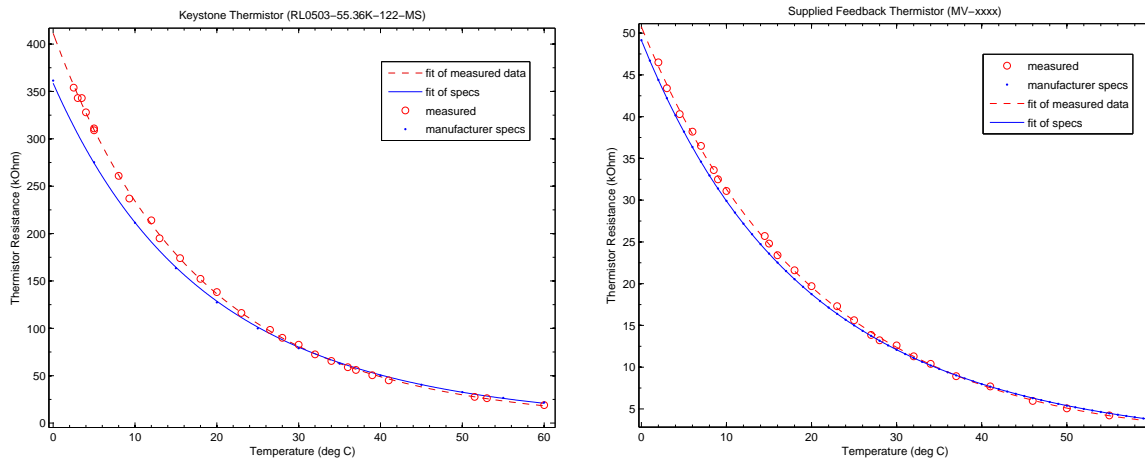 Keystone Thermistor (RL0503−55.36K−122−MS)
400
350
300
250
200
150
100
50
0
Thermistor Resistance (kOhm)
fit of measured data
fit of specs
measured
manufacturer specs
0 10 20 30 40 50 60
Temperature (deg C)
Supplied Feedback Thermistor (MV−xxxx)
50
45
40
35
30
25
20
15
10
5
Thermistor Resistance (kOhm)
measured
manufacturer specs
fit of measured data
fit of specs
0 10 20 30 40 50
Temperature (deg C)